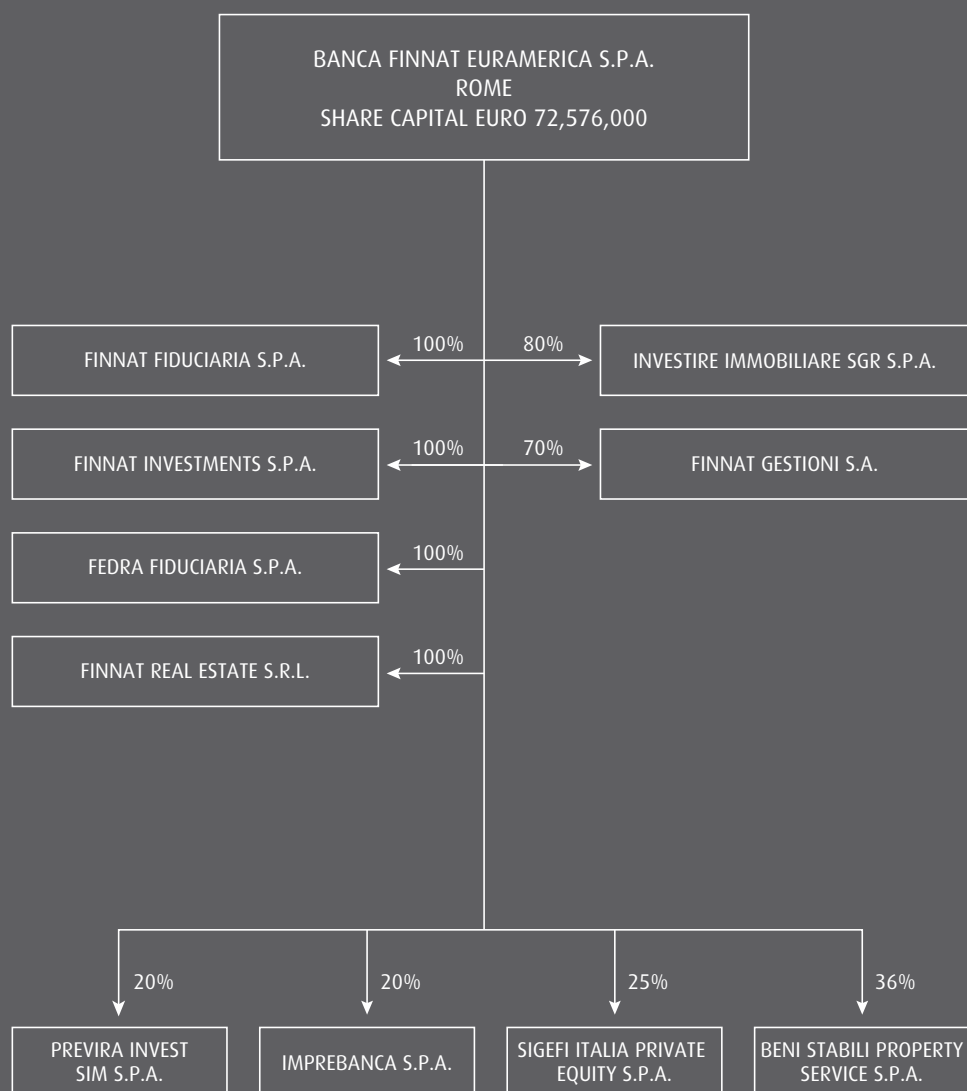 BANCA FINNAT EURAMERICA S.P.A.
ROME
SHARE CAPITAL EURO 72,576,000
FINNAT FIDUCIARIA S.P.A.
100%
80%
INVESTIRE IMMOBILIARE SGR S.P.A.
FINNAT INVESTMENTS S.P.A.
100%
70%
FINNAT GESTIONI S.A.
FEDRA FIDUCIARIA S.P.A.
100%
FINNAT REAL ESTATE S.R.L.
100%
20%
20%
25%
36%
PREVIRA INVEST
SIM S.P.A.
IMPREBANCA S.P.A.
SIGEFI ITALIA PRIVATE
EQUITY S.P.A.
BENI STABILI PROPERTY
SERVICE S.P.A.